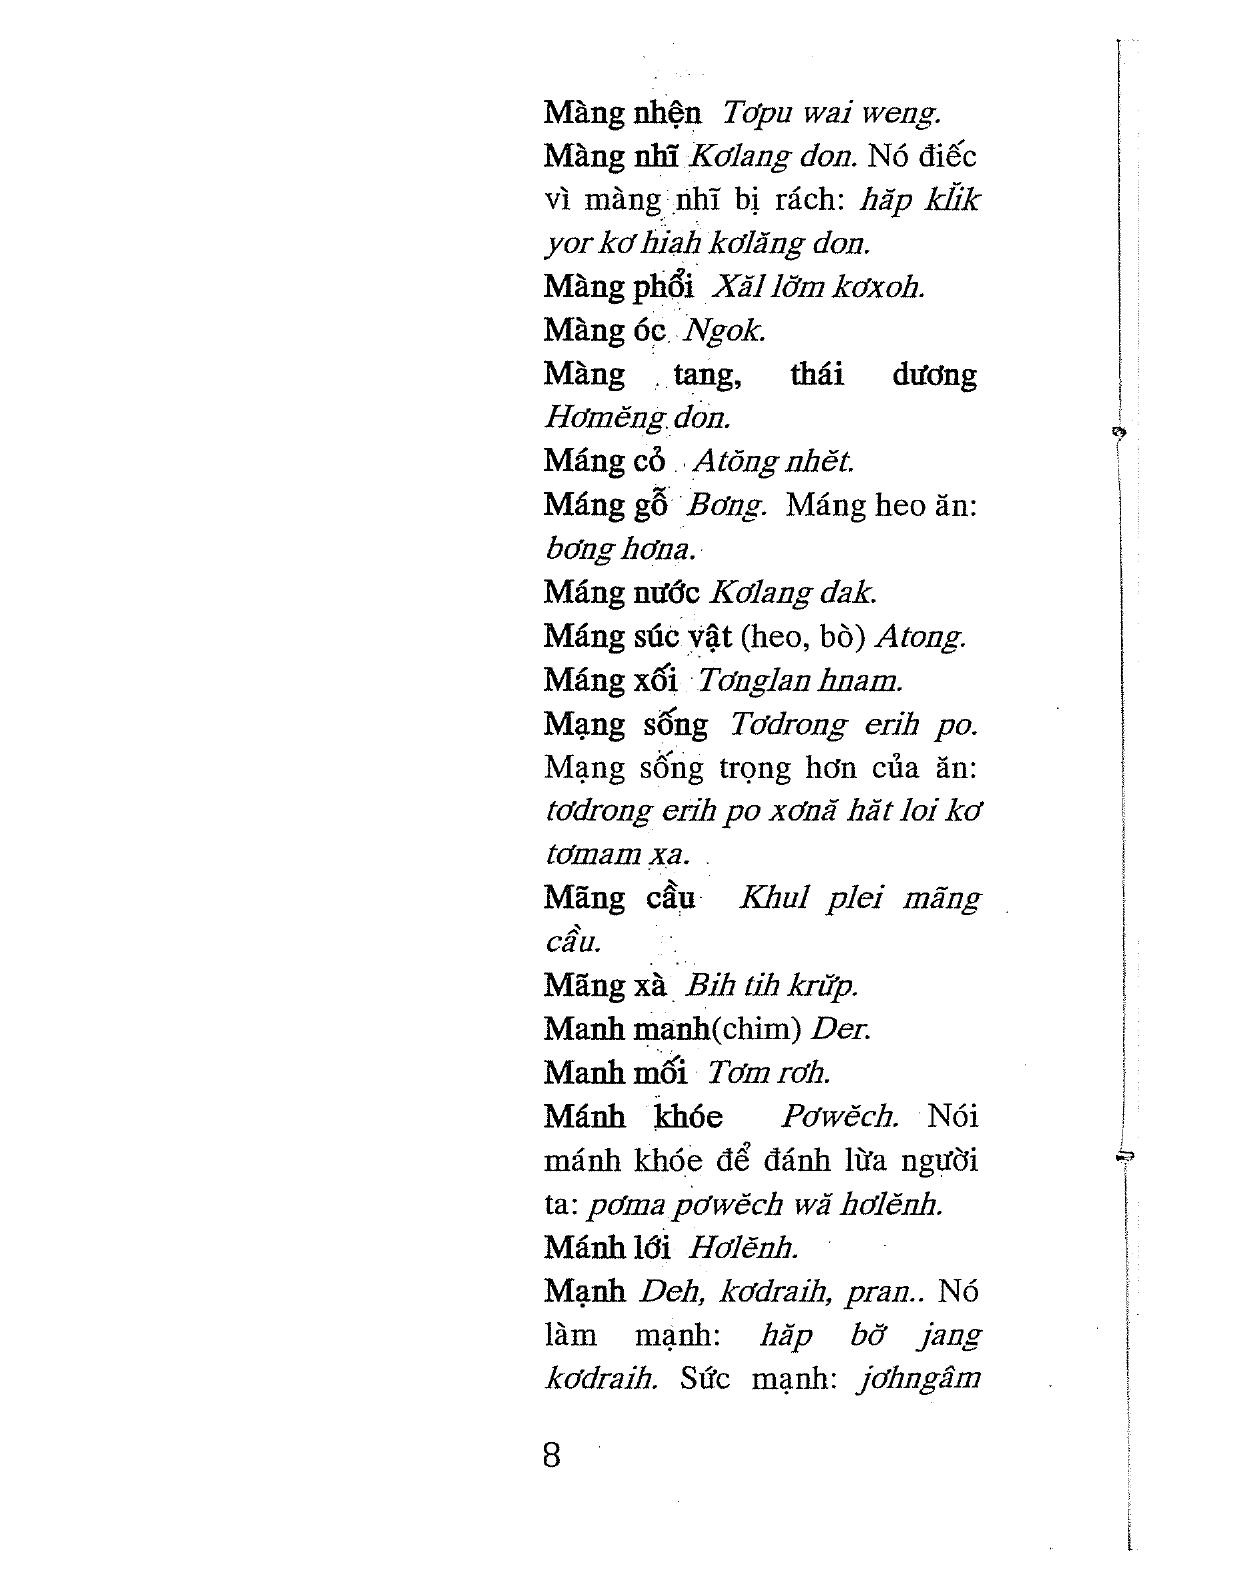 Màng nhện Tơpu wai weng.
Màng nhĩ Kơlang don. Nó điếc
vì màng nhĩ bị rách: hăp kl̆ik
yor kơ hiah kơlăng don.
Màng phổi Xăl lơ̆m kơxoh.
Màng óc Ngok.
Màng tang, thái dương
Hơmĕng don.
Máng cỏ Atŏng nhĕt.
Máng gỗ Bơng. Máng heo ăn:
bơng hơna.
Máng nước Kơlang dak.
Máng súc vật (heo, bò) Atong.
Máng xối Tơnglan hnam.
Mạng sống Tơdrong erih po.
Mạng sống trọng hơn của ăn:
tơdrong erih po xơnă hăt loi kơ
tơmam xa.
Mãng cầu Khul plei mãng
cầu.
Mãng xà Bih tih krư̆p.
Manh manh(chim) Der.
Manh mối Tơm rơh.
Mánh khóe Pơwĕch. Nói
mánh khóe để đánh lừa người
ta: pơma pơwĕch wă hơlĕnh.
Mánh lới Hơlĕnh.
Mạnh Deh, kơdraih, pran.. Nó
làm mạnh: hăp bơ̆ jang
kơdraih. Sức mạnh: jơhngâm
8